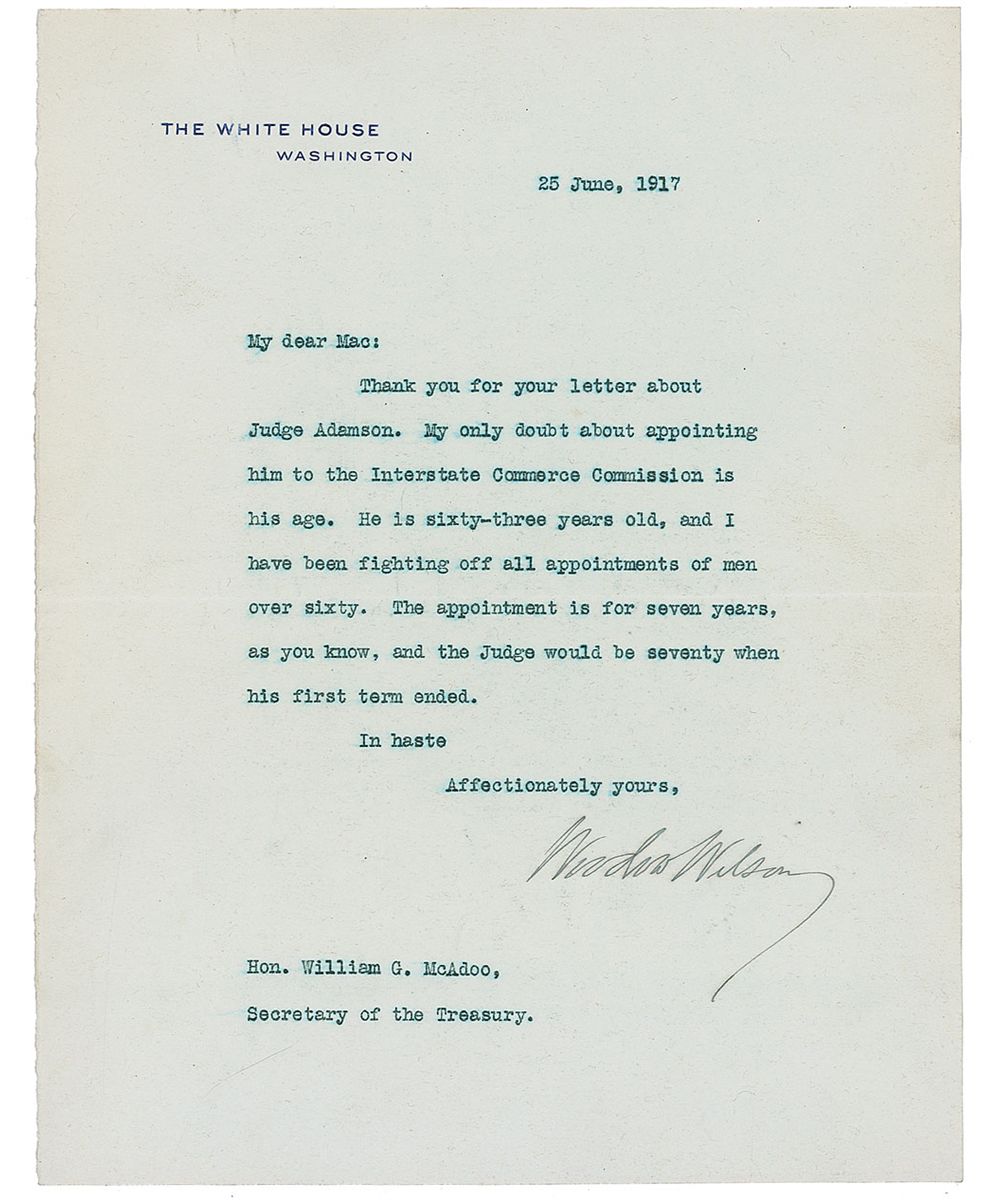 THE WHITE HOUSE
WASHINGTON
25 June, 1917
My dear Mac:
Thank you for your letter about
Judge Adamson. My only doubt about appointing
him to the Interstate Commerce Commission is
his age. He is sixty-three years old, and I
have been fighting off all appointments of men
over sixty. The appointment is for seven years,
as you know, and the Judge would be seventy when
his first term ended.
In haste
Affectionately yours,
Woodrow Wilson
Hon. William G. McAdoo,
Secretary of the Treasury.